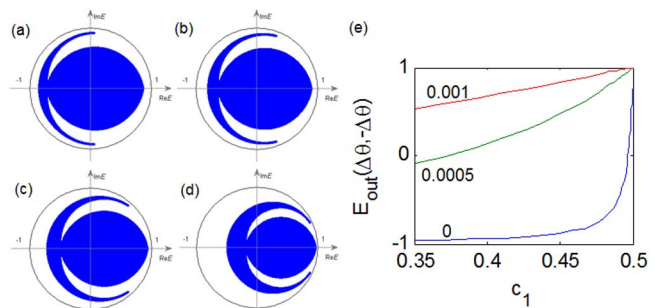 (a)
ImE
-1
1
ReE
(b)
ImE
-1
1
ReE
(c)
ImE
-1
1
ReE
(d)
ImE
-1
1
ReE
(e)
E_out(Δθ,-Δθ)
1
0
-1
0.001
0.0005
0
0.35
0.4
0.45
0.5
c_1